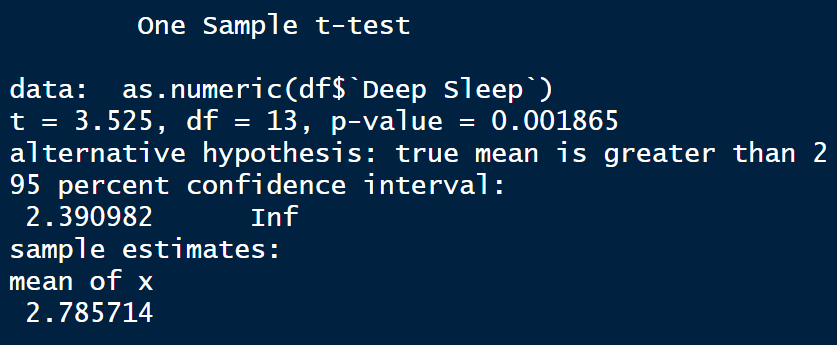 One Sample t-test
data:  as.numeric(df$`Deep Sleep`)
t = 3.525, df = 13, p-value = 0.001865
alternative hypothesis: true mean is greater than 2
95 percent confidence interval:
 2.390982      Inf
sample estimates:
mean of x
 2.785714